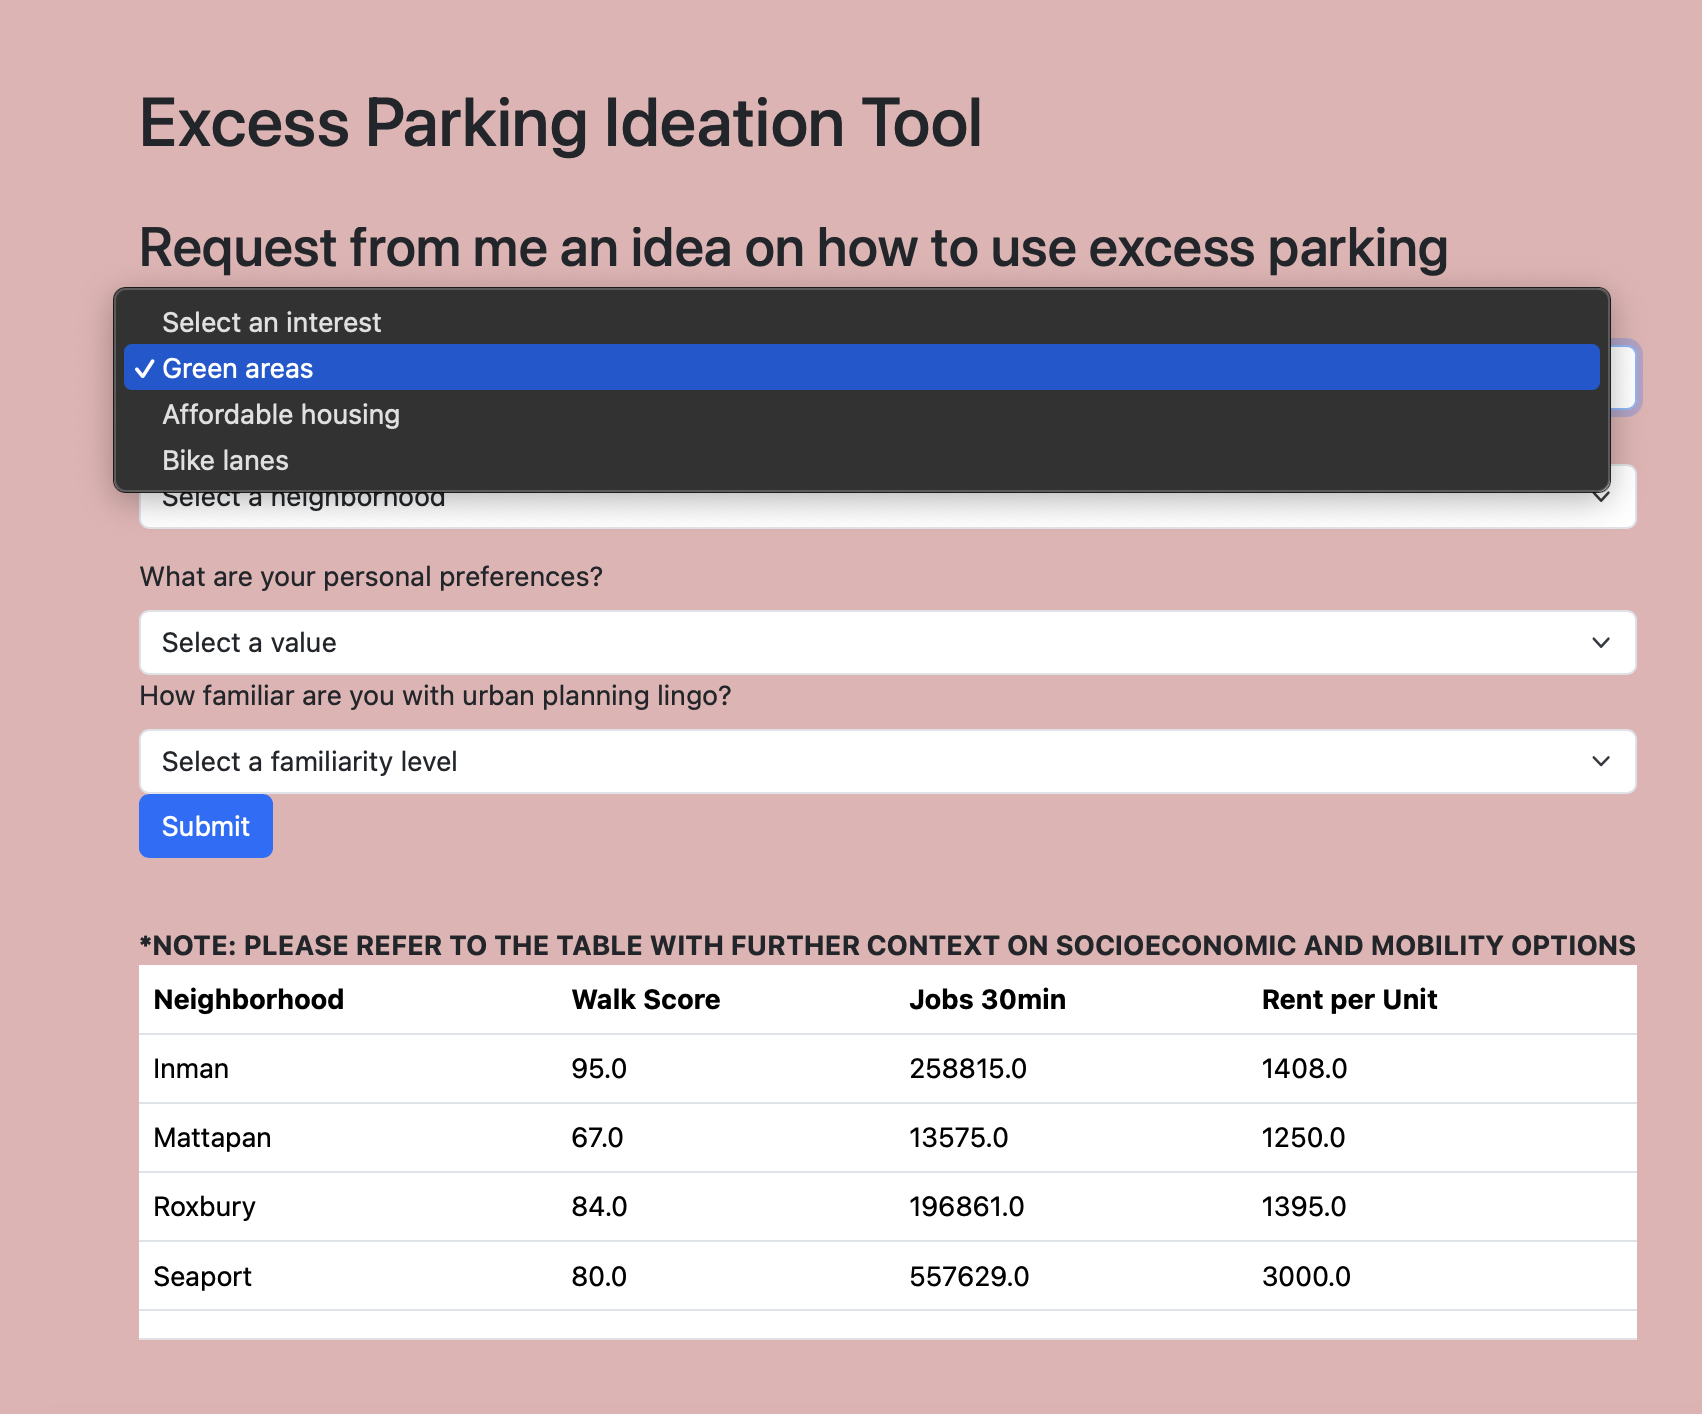 Excess Parking Ideation Tool
Request from me an idea on how to use excess parking
Select an interest
✓ Green areas
Affordable housing
Bike lanes
Select a neighborhood
What are your personal preferences?
Select a value
How familiar are you with urban planning lingo?
Select a familiarity level
Submit
*NOTE: PLEASE REFER TO THE TABLE WITH FURTHER CONTEXT ON SOCIOECONOMIC AND MOBILITY OPTIONS
Neighborhood Walk Score Jobs 30min Rent per Unit
Inman 95.0 258815.0 1408.0
Mattapan 67.0 13575.0 1250.0
Roxbury 84.0 196861.0 1395.0
Seaport 80.0 557629.0 3000.0